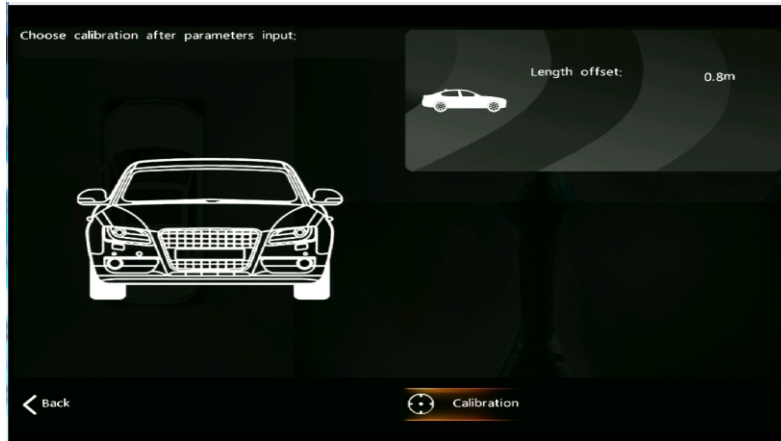 Choose calibration after parameters input:
Length offset:
0.8m
Back
Calibration